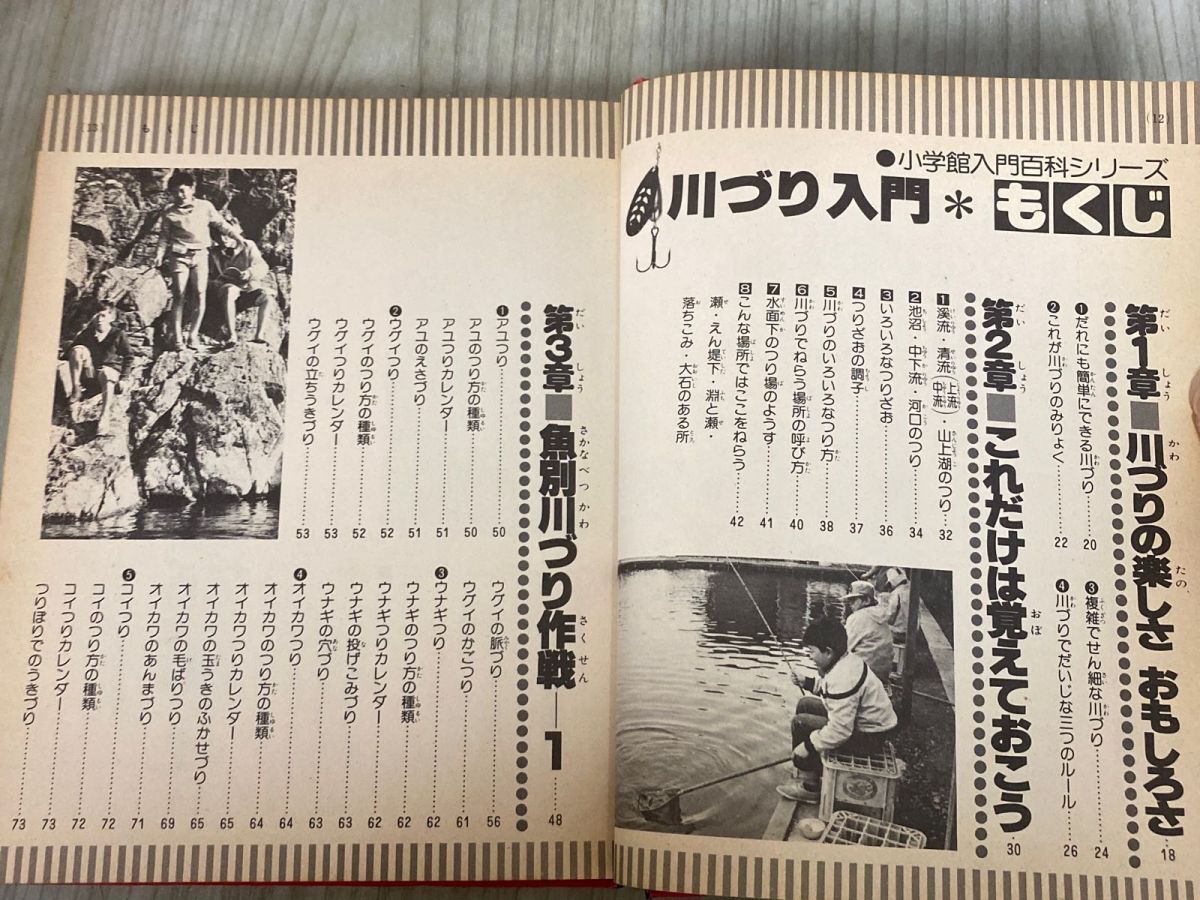 (12)
●小学館入門百科シリーズ
川づり入門*もくじ
第1章■川づりの楽しさ おもしろさ…18
❶だれにも簡単にできる川づり…………20
❷これが川づりのみりょく…………22
❸複雑でせん細な川づり…………24
❹川づりでだいじな三つのルール………26
第2章■これだけは覚えておこう…30
1渓流・清流(上流 中流)・山上湖のつり……32
2池沼・中下流 河口のつり…………34
3いろいろなつりざお…………36
4つりざおの調子…………37
5川づりのいろいろなつり方…………38
6川づりでねらう場所の呼び方…………40
7水面下のつり場のようす…………41
8こんな場所ではここをねらう…………42
瀬・えん堤下・淵と瀬・
落ちこみ・大石のある所
(13) もくじ
第3章■魚別川づり作戦―1……48
❶アユつり…………50
アユのつり方の種類…………50
アユつりカレンダー…………51
アユのえさづり…………51
❷ウグイつり…………52
ウグイのつり方の種類…………52
ウグイつりカレンダー…………53
ウグイの立ちうきづり…………53
ウグイの脈づり…………56
ウグイのかごつり…………61
❸ウナギつり…………62
ウナギのつり方の種類…………62
ウナギつりカレンダー…………62
ウナギの投げこみづり…………63
ウナギの穴づり…………63
❹オイカワつり…………64
オイカワのつり方の種類…………64
オイカワつりカレンダー…………65
オイカワの玉うきのふかせづり…………65
オイカワの毛ばりつり…………69
オイカワのあんまづり…………71
❺コイつり…………72
コイのつり方の種類…………72
コイつりカレンダー…………73
つりぼりでのうきづり…………73